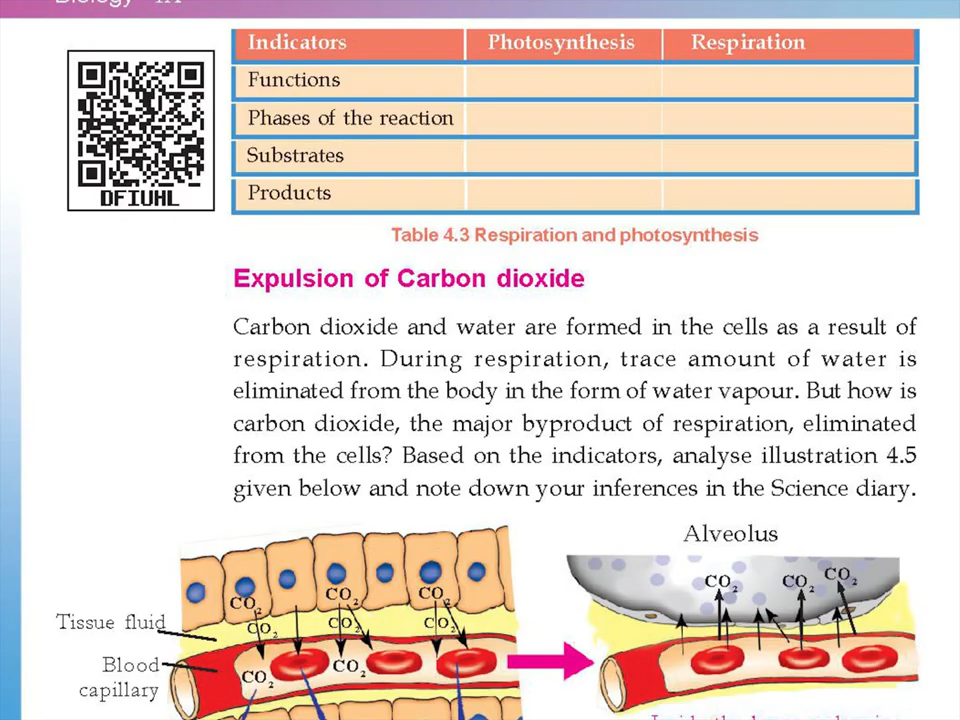 Biology - IX
Indicators Photosynthesis Respiration
Functions
Phases of the reaction
Substrates
Products
DFIUHL
Table 4.3 Respiration and photosynthesis
Expulsion of Carbon dioxide
Carbon dioxide and water are formed in the cells as a result of
respiration. During respiration, trace amount of water is
eliminated from the body in the form of water vapour. But how is
carbon dioxide, the major byproduct of respiration, eliminated
from the cells? Based on the indicators, analyse illustration 4.5
given below and note down your inferences in the Science diary.
Alveolus
CO₂ CO₂ CO₂
CO₂ CO₂ CO₂
Tissue fluid
CO₂ CO₂ CO₂
Blood
capillary
CO₂ CO₂